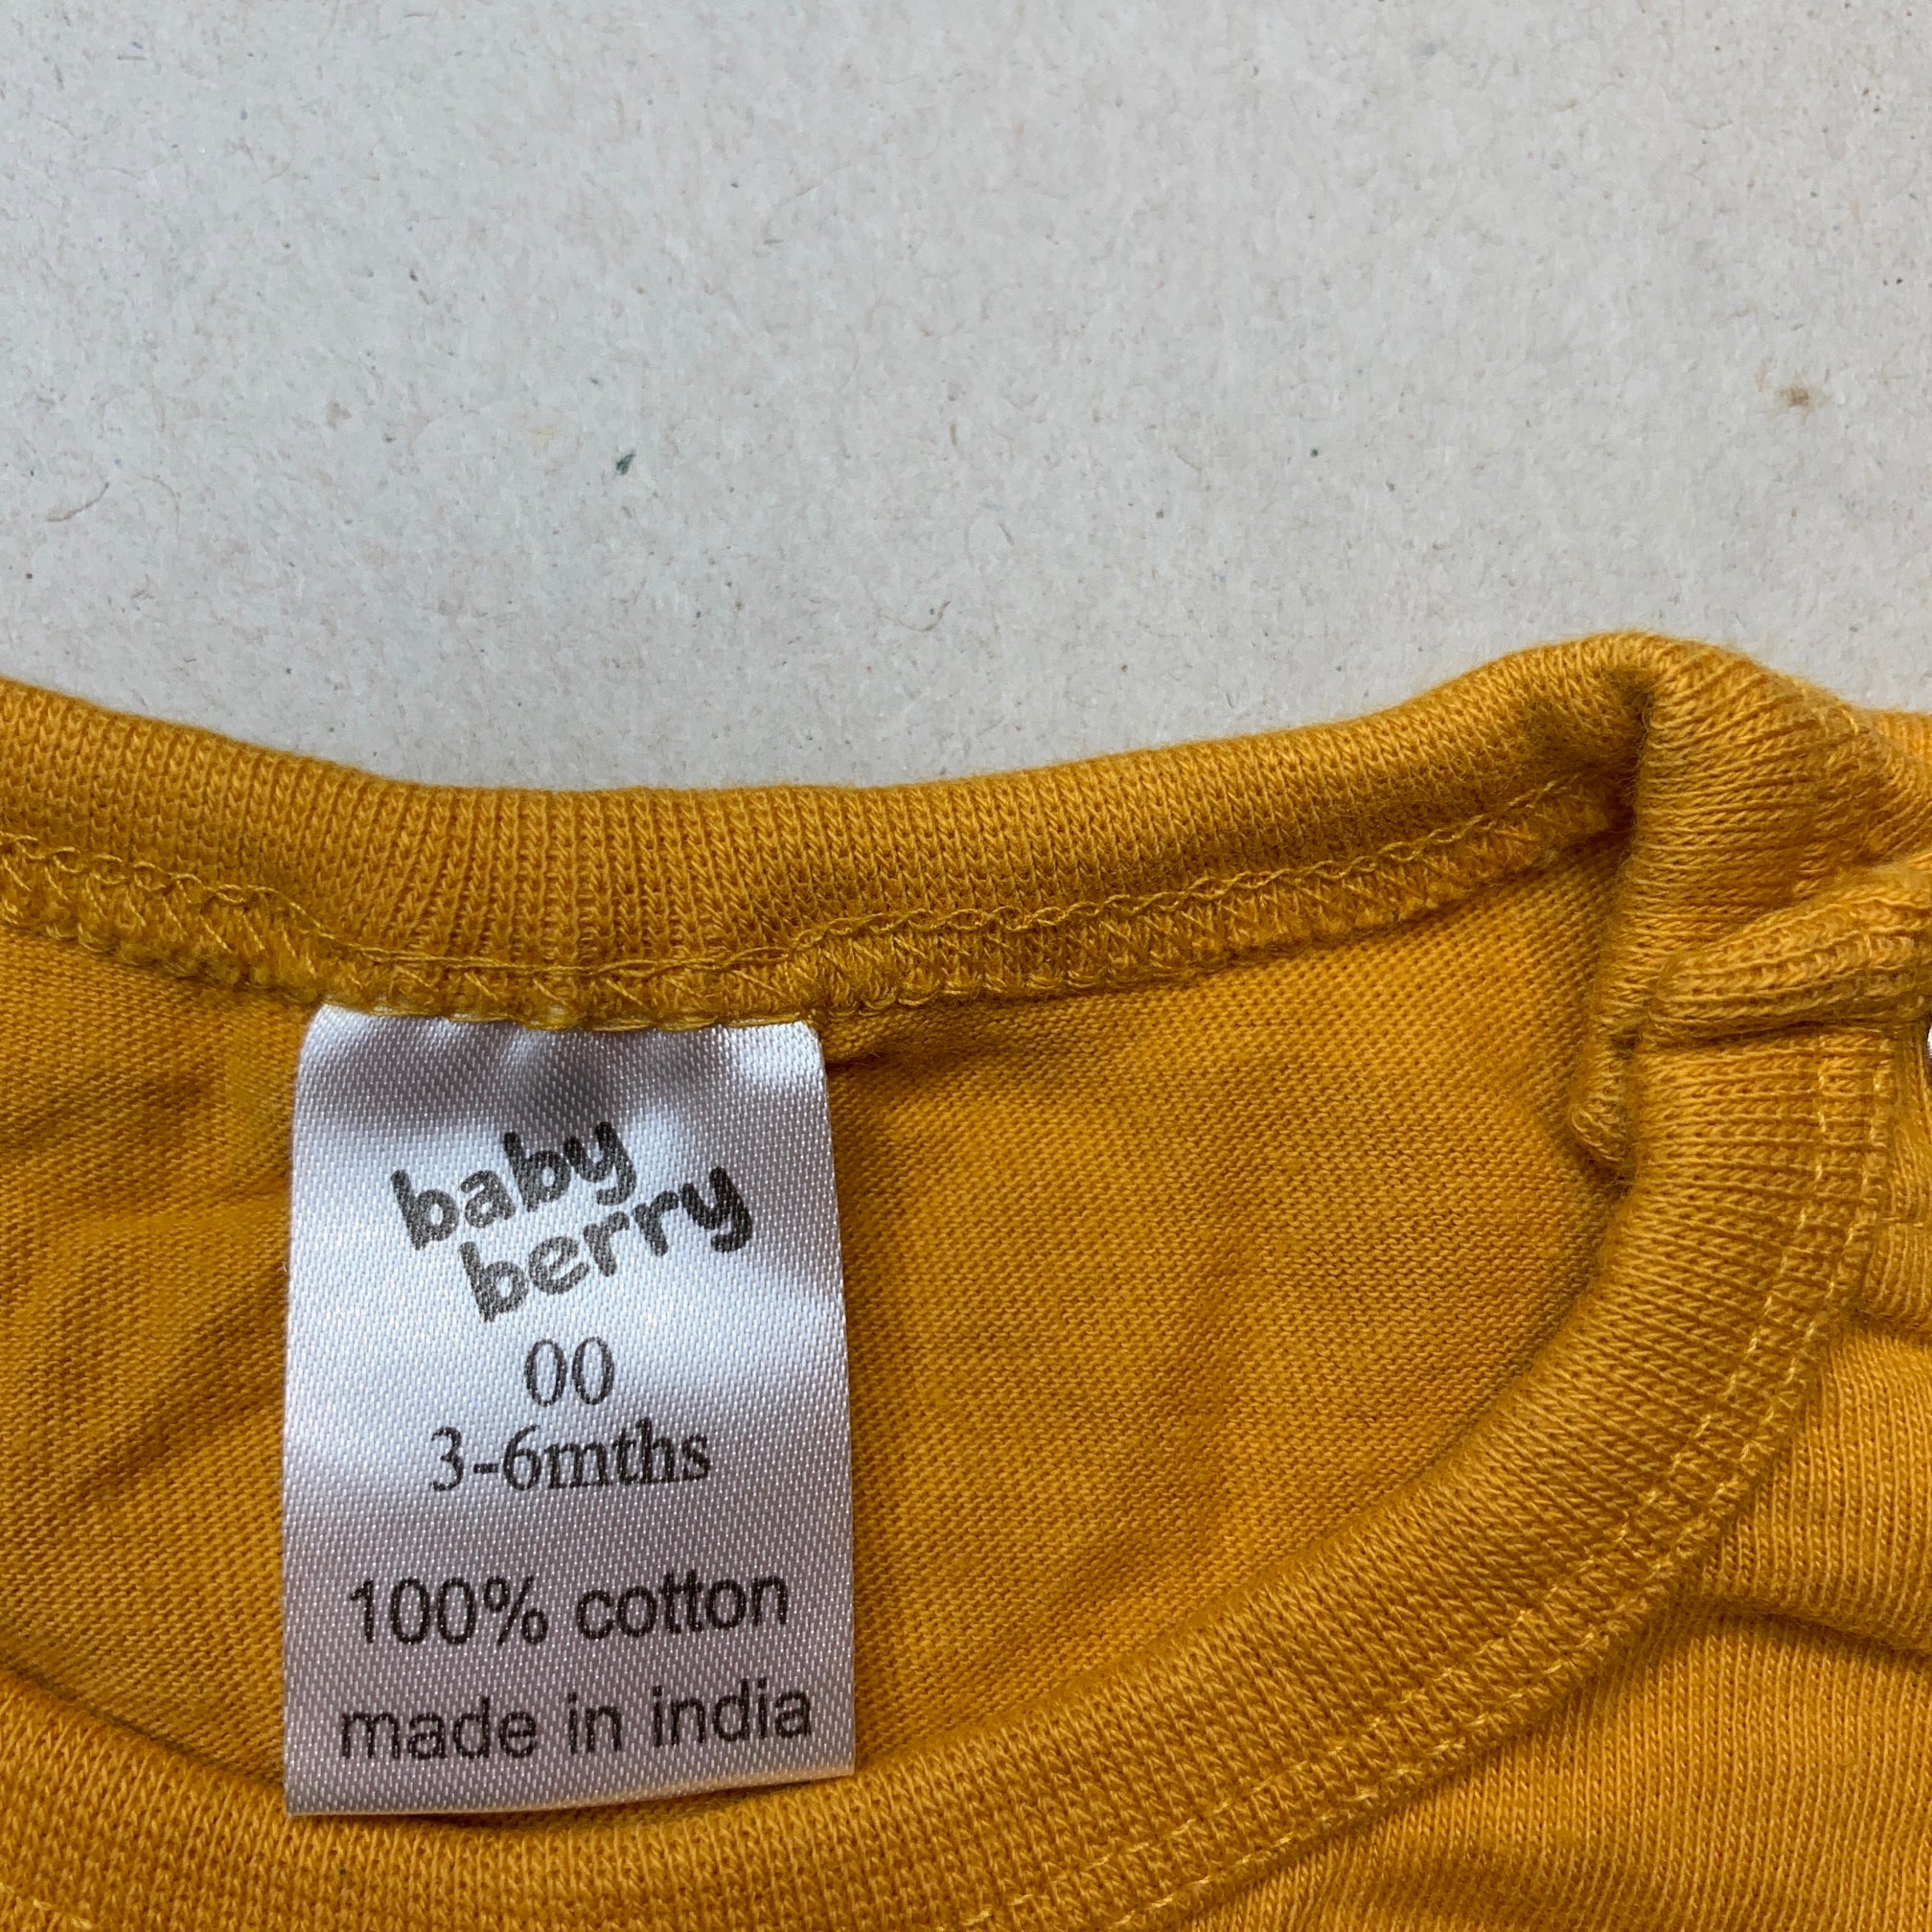 baby
berry
00
3-6mths
100% cotton
made in india